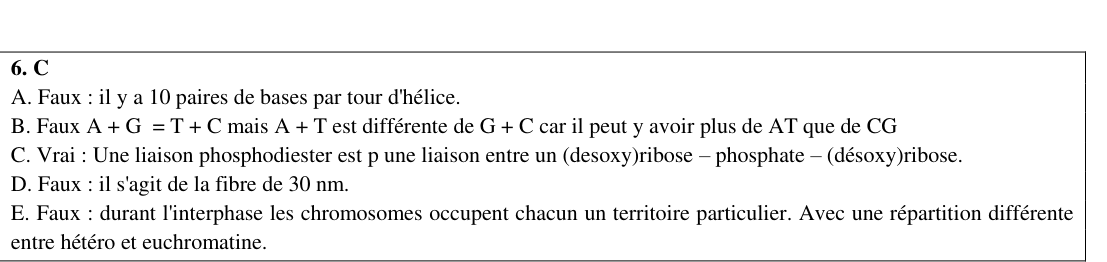 6. C
A. Faux : il y a 10 paires de bases par tour d'hélice.
B. Faux A + G = T + C mais A + T est différente de G + C car il peut y avoir plus de AT que de CG
C. Vrai : Une liaison phosphodiester est p une liaison entre un (desoxy)ribose – phosphate – (désoxy)ribose.
D. Faux : il s'agit de la fibre de 30 nm.
E. Faux : durant l'interphase les chromosomes occupent chacun un territoire particulier. Avec une répartition différente
entre hétéro et euchromatine.